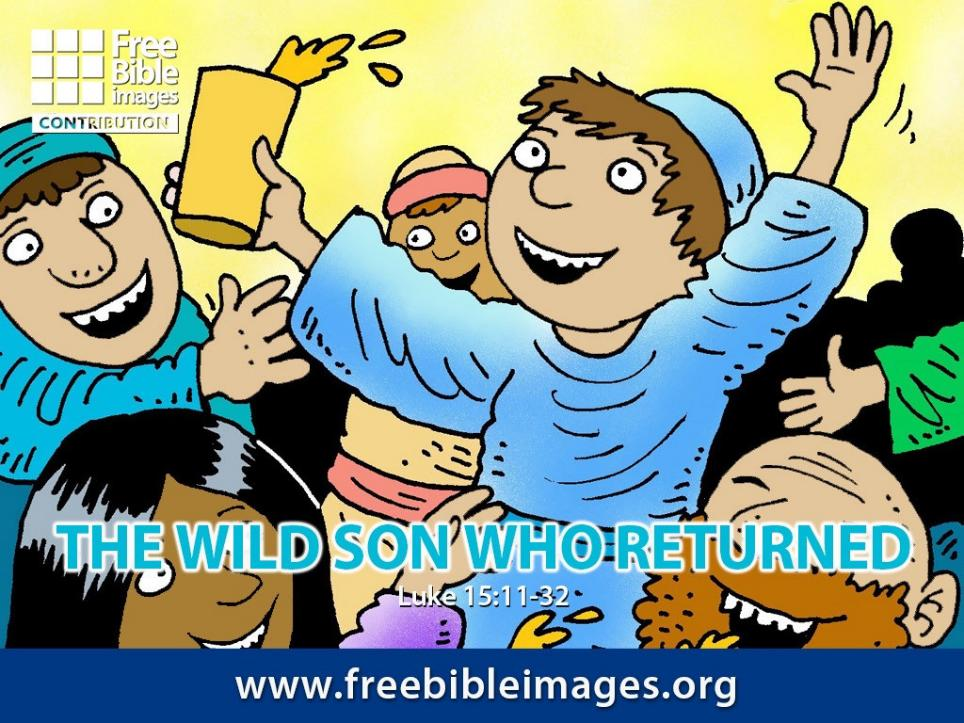 Free
Bible
images
CONTRIBUTION
THE WILD SON WHO RETURNED
Luke 15:11-32
www.freebibleimages.org